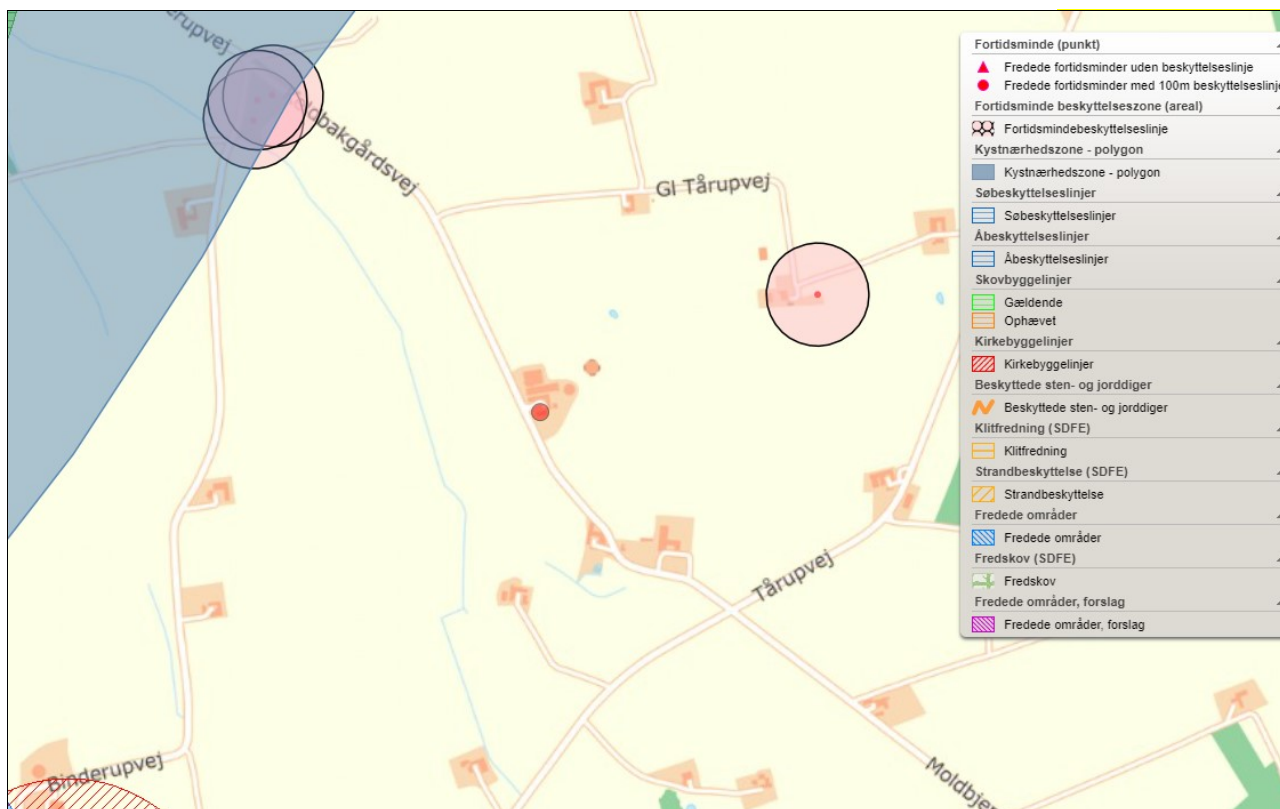 erupvej
ldbakgårdsvej
Gl Tårupvej
Tårupvej
Binderupvej
Moldbjer
Fortidsminde (punkt)
Fredede fortidsminder uden beskyttelseslinje
Fredede fortidsminder med 100m beskyttelseslinje
Fortidsminde beskyttelseszone (areal)
Fortidsmindebeskyttelseslinje
Kystnærhedszone - polygon
Kystnærhedszone - polygon
Søbeskyttelseslinjer
Søbeskyttelseslinjer
Åbeskyttelseslinjer
Åbeskyttelseslinjer
Skovbyggelinjer
Gældende
Ophævet
Kirkebyggelinjer
Kirkebyggelinjer
Beskyttede sten- og jorddiger
Beskyttede sten- og jorddiger
Klitfredning (SDFE)
Klitfredning
Strandbeskyttelse (SDFE)
Strandbeskyttelse
Fredede områder
Fredede områder
Fredskov (SDFE)
Fredskov
Fredede områder, forslag
Fredede områder, forslag